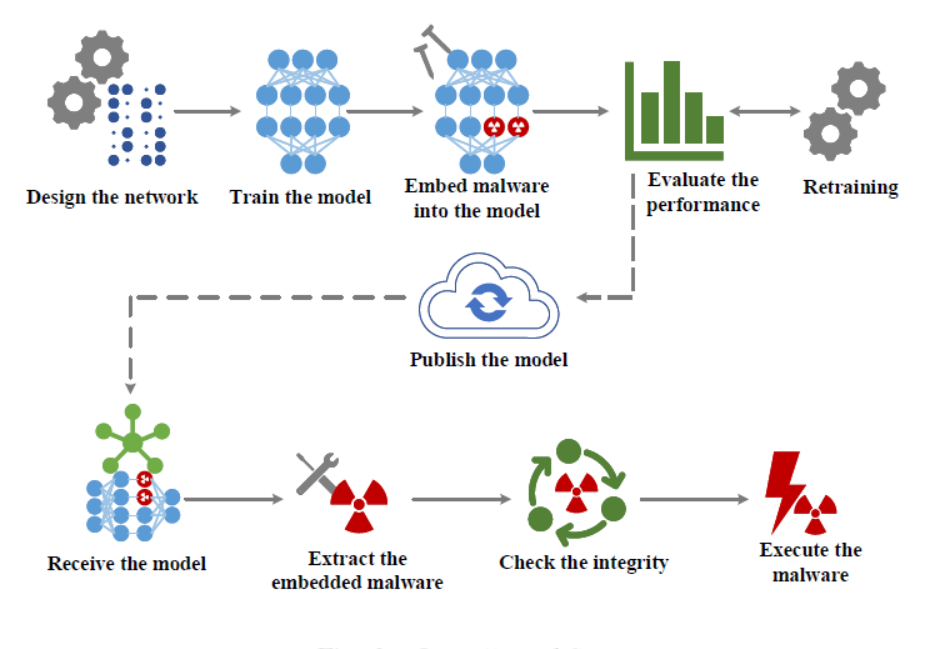 Design the network
Train the model
Embed malware
into the model
Evaluate the
performance
Retraining
Publish the model
Receive the model
Extract the
embedded malware
Check the integrity
Execute the
malware